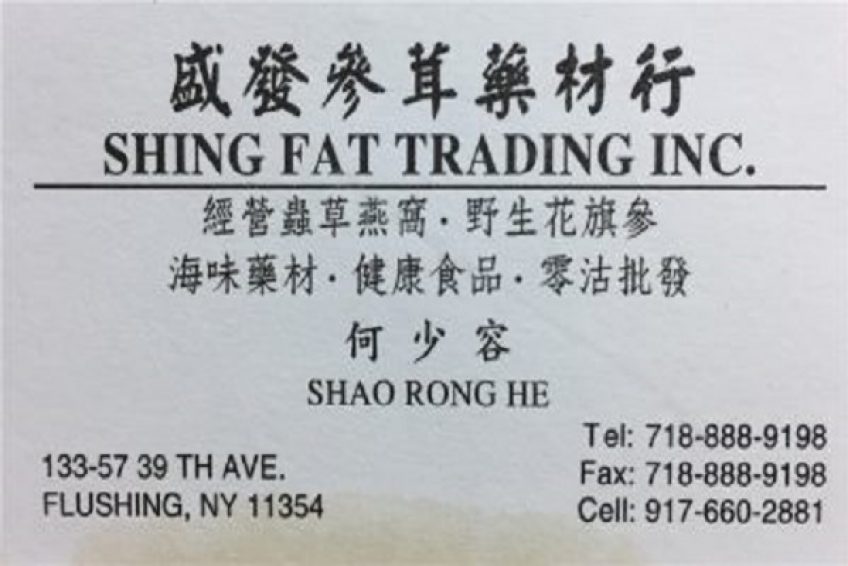 盛發參茸藥材行
SHING FAT TRADING INC.
經營蟲草燕窩·野生花旗參
海味藥材·健康食品·零沽批發
何少容
SHAO RONG HE
133-57 39 TH AVE.
FLUSHING, NY 11354
Tel: 718-888-9198
Fax: 718-888-9198
Cell: 917-660-2881